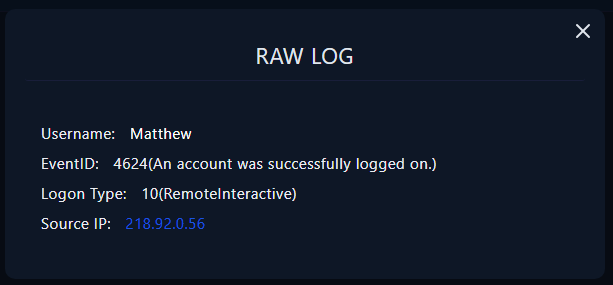 RAW LOG
Username: Matthew
EventID: 4624(An account was successfully logged on.)
Logon Type: 10(RemoteInteractive)
Source IP: 218.92.0.56